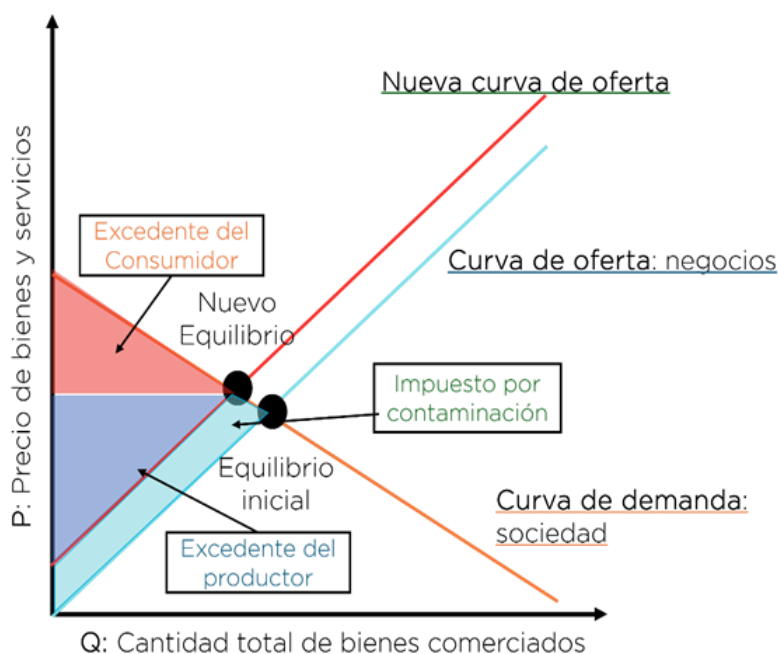 Nueva curva de oferta
P: Precio de bienes y servicios
Excedente del
Consumidor
Curva de oferta: negocios
Nuevo
Equilibrio
Impuesto por
contaminación
Equilibrio
inicial
Curva de demanda:
sociedad
Excedente del
productor
Q: Cantidad total de bienes comerciados